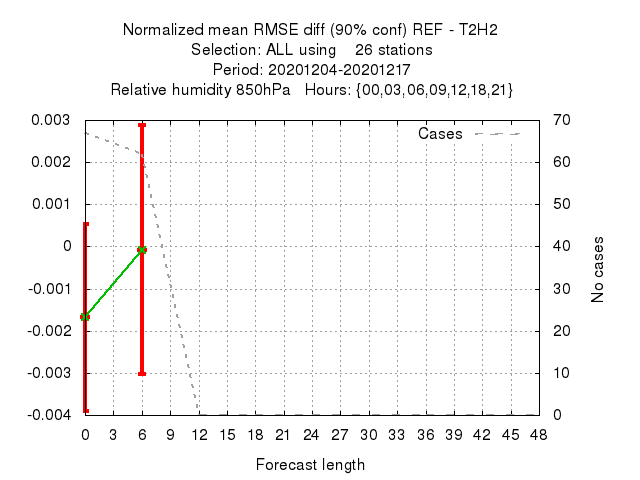 Normalized mean RMSE diff (90% conf) REF - T2H2
Selection: ALL using    26 stations
Period: 20201204-20201217
Relative humidity 850hPa   Hours: {00,03,06,09,12,18,21}
0.003
0.002
0.001
0
-0.001
-0.002
-0.003
-0.004
Cases
70
60
50
40
30
20
10
0
No cases
0 3 6 9 12 15 18 21 24 27 30 33 36 39 42 45 48
Forecast length